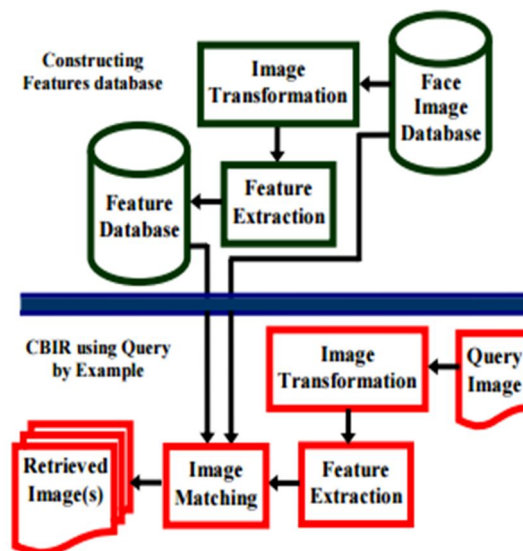 Constructing
Features database
Image
Transformation
Face
Image
Database
Feature
Database
Feature
Extraction
CBIR using Query
by Example
Image
Transformation
Query
Image
Retrieved
Image(s)
Image
Matching
Feature
Extraction